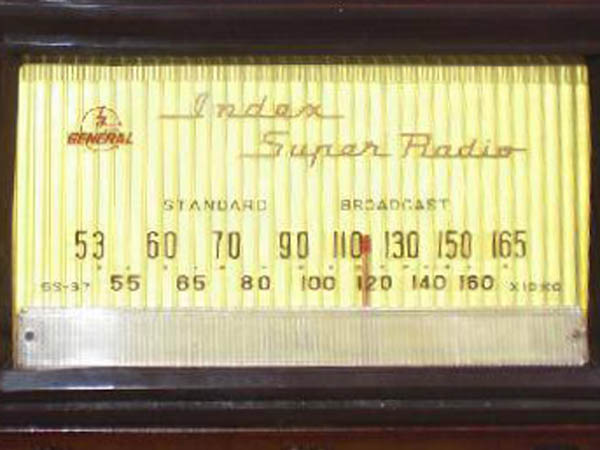 GENERAL
Index
Super Radio
STANDARD BROADCAST
53 60 70 90 110 130 150 165
55 65 80 100 120 140 160